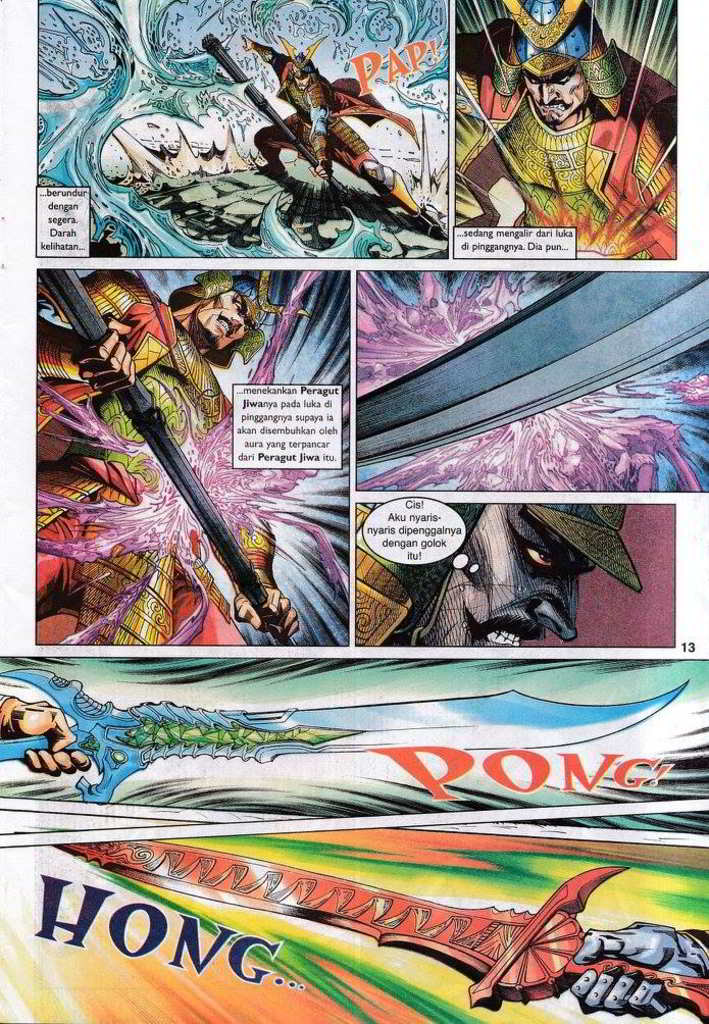 PAP!
...berundur
dengan
segera.
Darah
kelihatan...
...sedang mengalir dari luka
di pinggangnya. Dia pun...
...menekankan Peragut
Jiwanya pada luka di
pinggangnya supaya ia
akan disembuhkan oleh
aura yang terpancar
dari Peragut Jiwa itu.
Cis!
Aku nyaris-
nyaris dipenggalnya
dengan golok
itu!
13
PONG!
HONG...